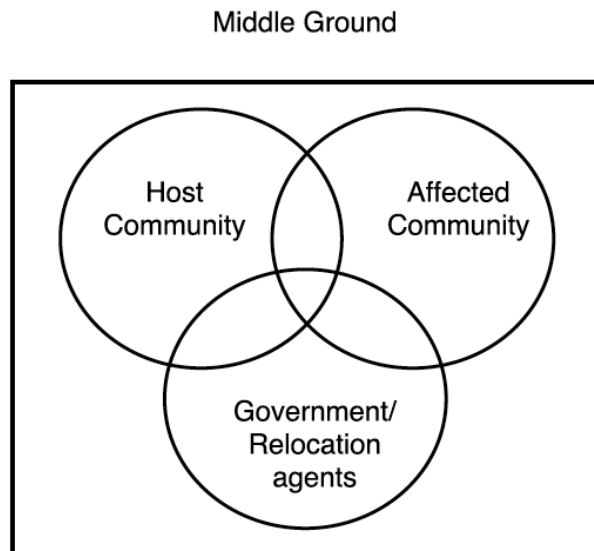 Middle Ground
Host
Community
Affected
Community
Government/
Relocation
agents